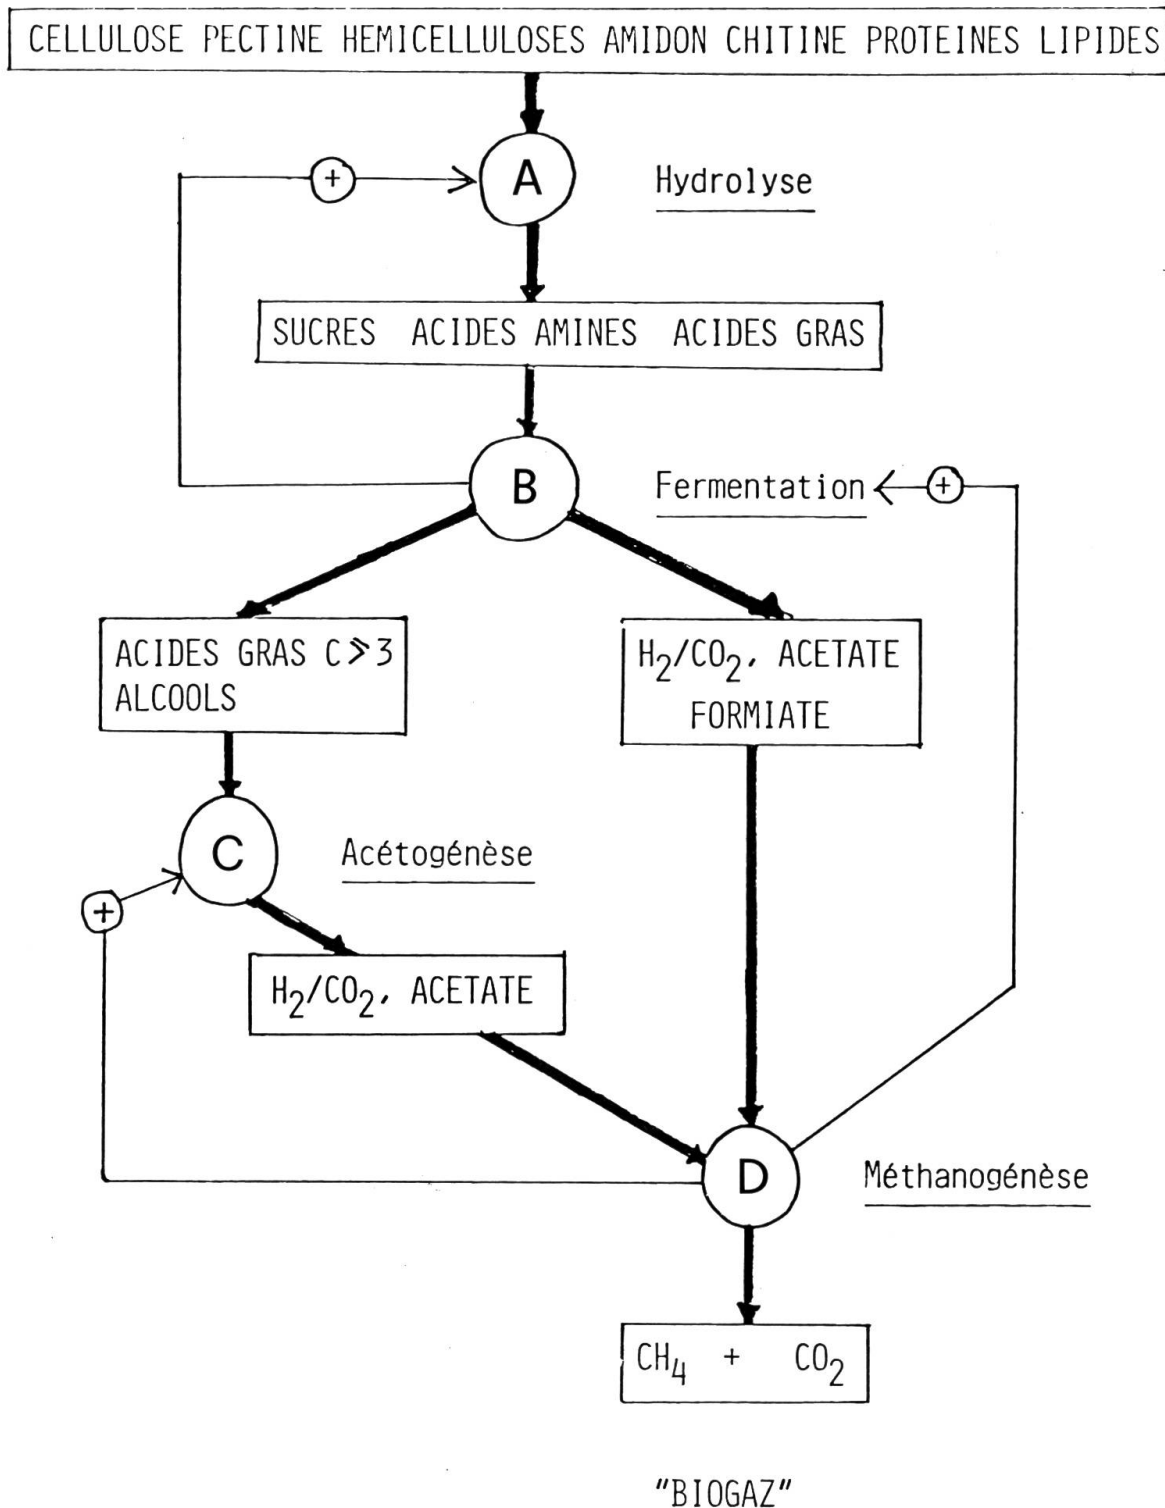 CELLULOSE PECTINE HEMICELLULOSES AMIDON CHITINE PROTEINES LIPIDES
+
A
Hydrolyse
SUCRES ACIDES AMINES ACIDES GRAS
B
Fermentation
+
ACIDES GRAS C⩾3
ALCOOLS
H₂/CO₂, ACETATE
FORMIATE
C
Acétogénèse
+
H₂/CO₂, ACETATE
D
Méthanogénèse
CH₄ + CO₂
"BIOGAZ"